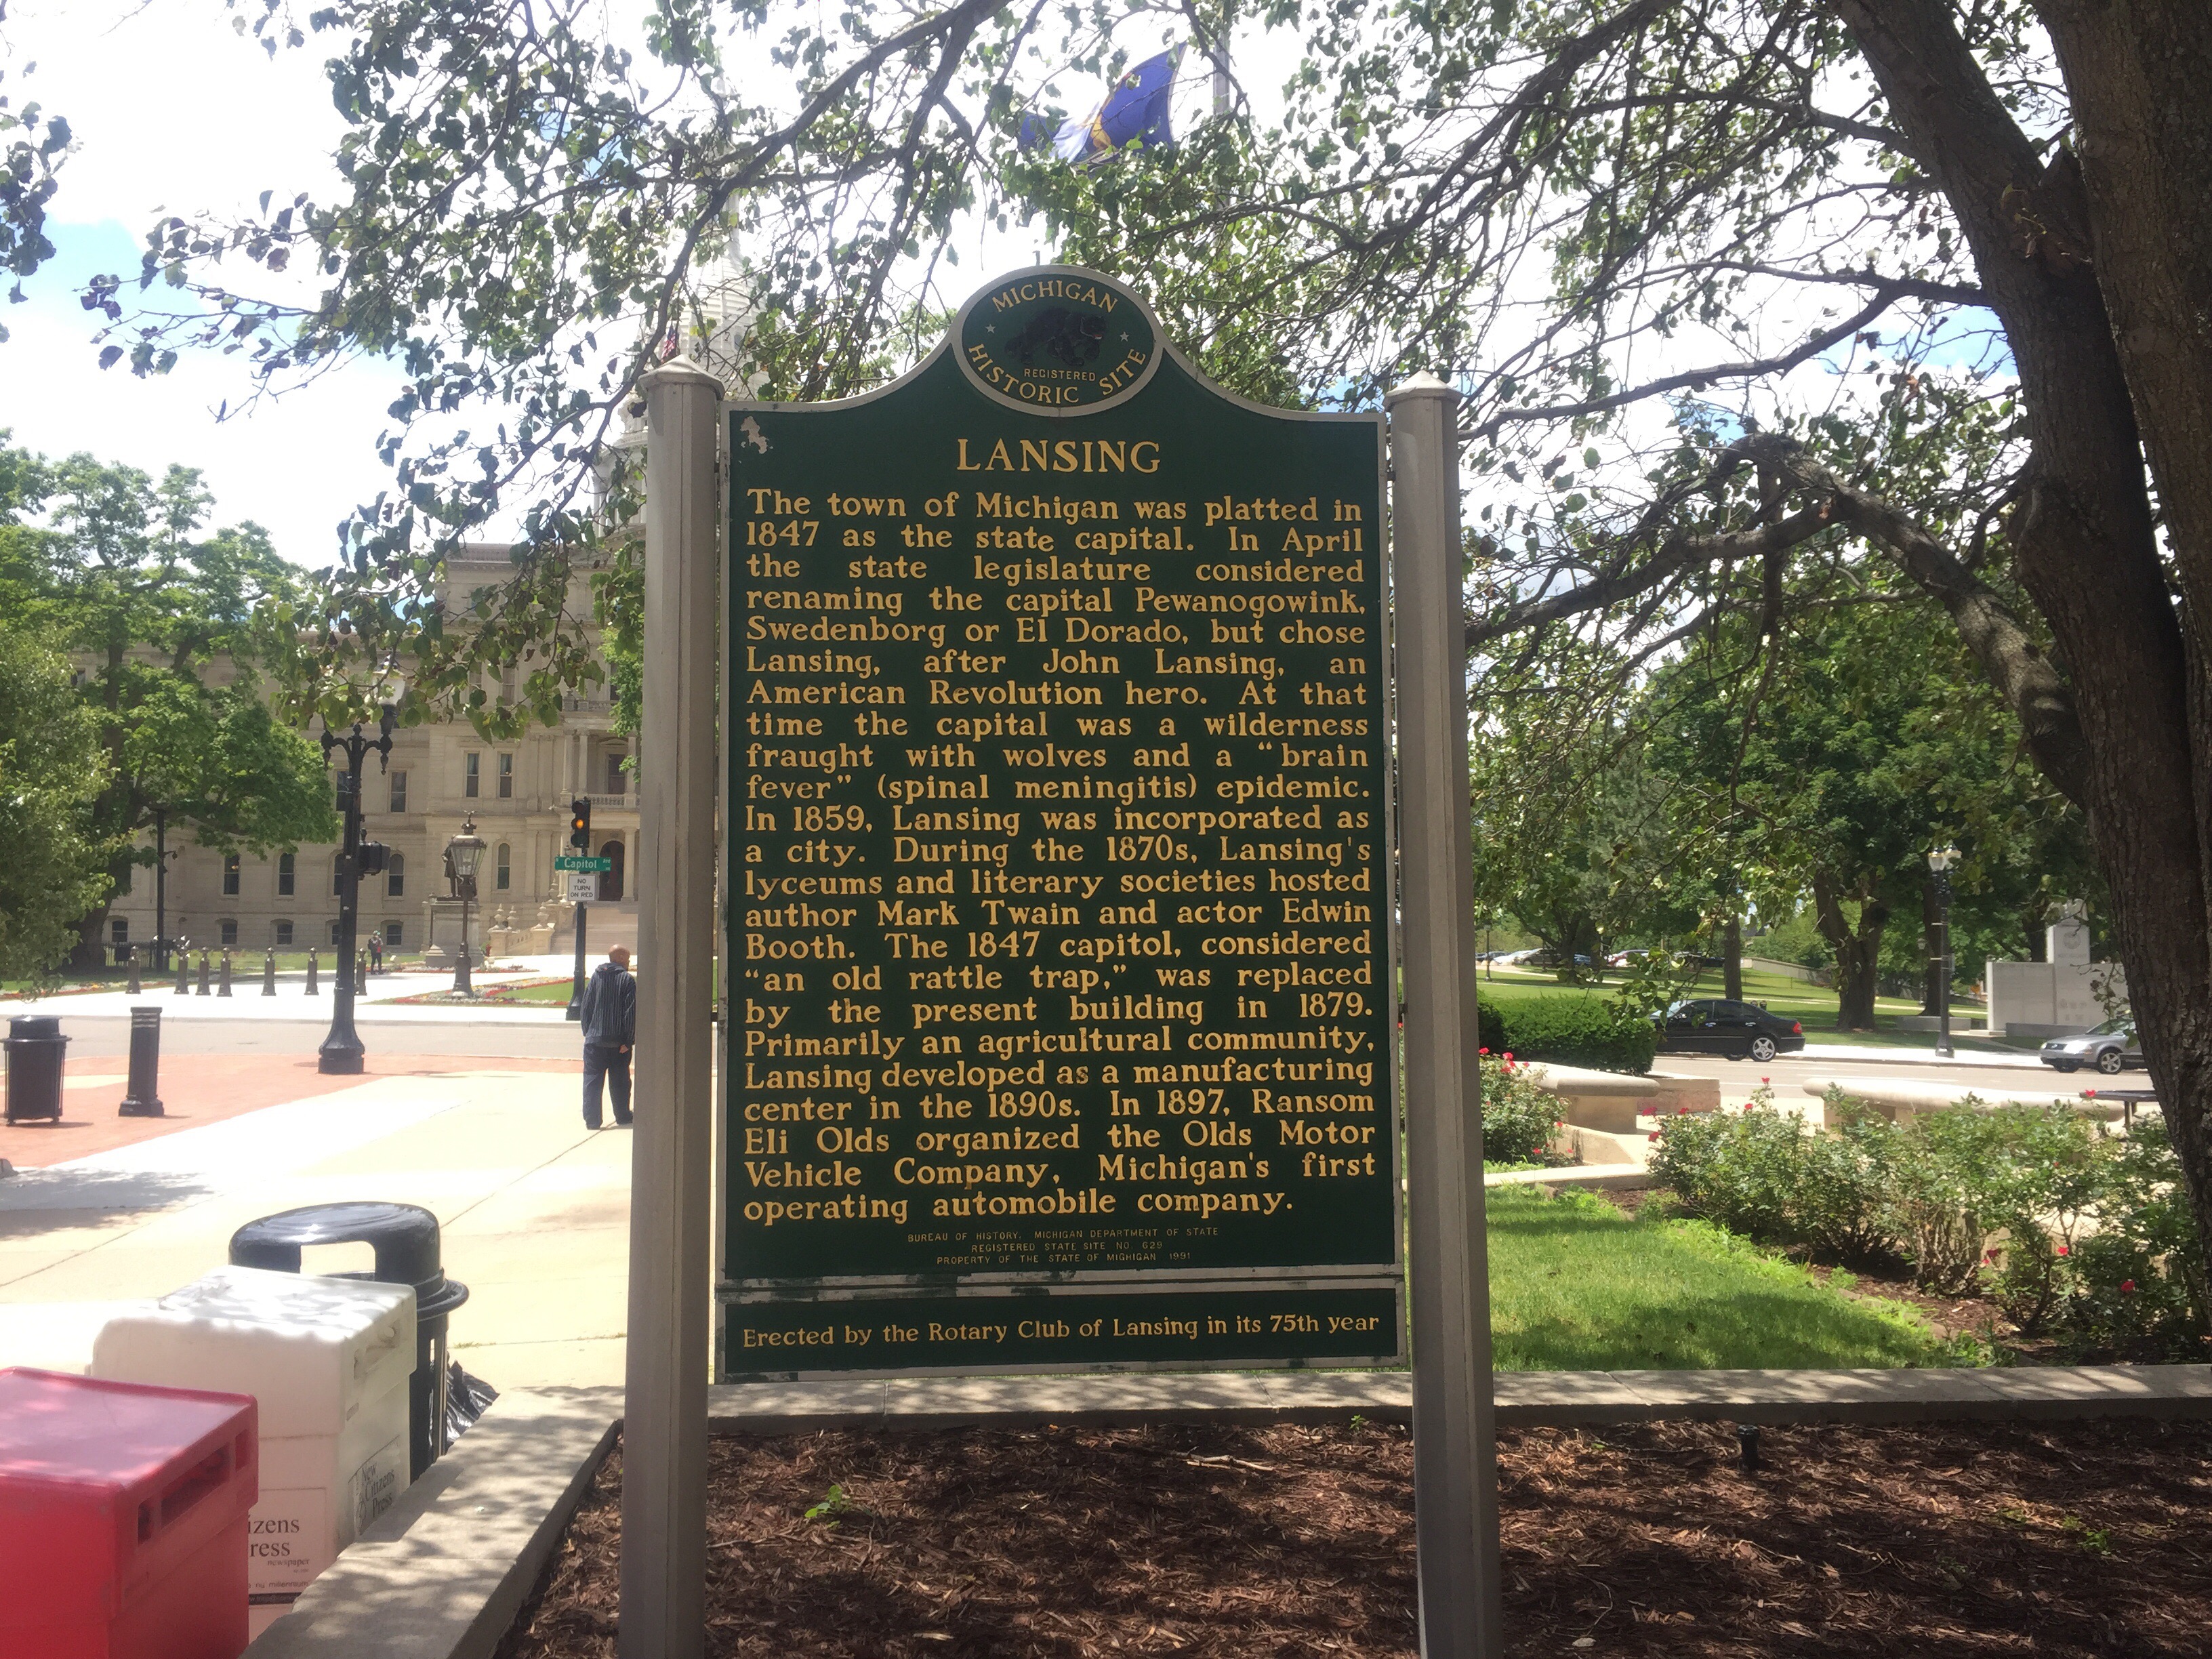 MICHIGAN
REGISTERED
HISTORIC SITE
LANSING
The town of Michigan was platted in
1847 as the state capital. In April
the state legislature considered
renaming the capital Pewanogowink,
Swedenborg or El Dorado, but chose
Lansing, after John Lansing, an
American Revolution hero. At that
time the capital was a wilderness
fraught with wolves and a “brain
fever” (spinal meningitis) epidemic.
In 1859, Lansing was incorporated as
a city. During the 1870s, Lansing's
lyceums and literary societies hosted
author Mark Twain and actor Edwin
Booth. The 1847 capitol, considered
“an old rattle trap,” was replaced
by the present building in 1879.
Primarily an agricultural community,
Lansing developed as a manufacturing
center in the 1890s. In 1897, Ransom
Eli Olds organized the Olds Motor
Vehicle Company, Michigan's first
operating automobile company.
BUREAU OF HISTORY, MICHIGAN DEPARTMENT OF STATE
REGISTERED STATE SITE NO. 629
PROPERTY OF THE STATE OF MICHIGAN, 1991
Erected by the Rotary Club of Lansing in its 75th year
Capitol
NO
TURN
ON RED
New
Citizens
Press
izens
ress
newspaper
nu millennium